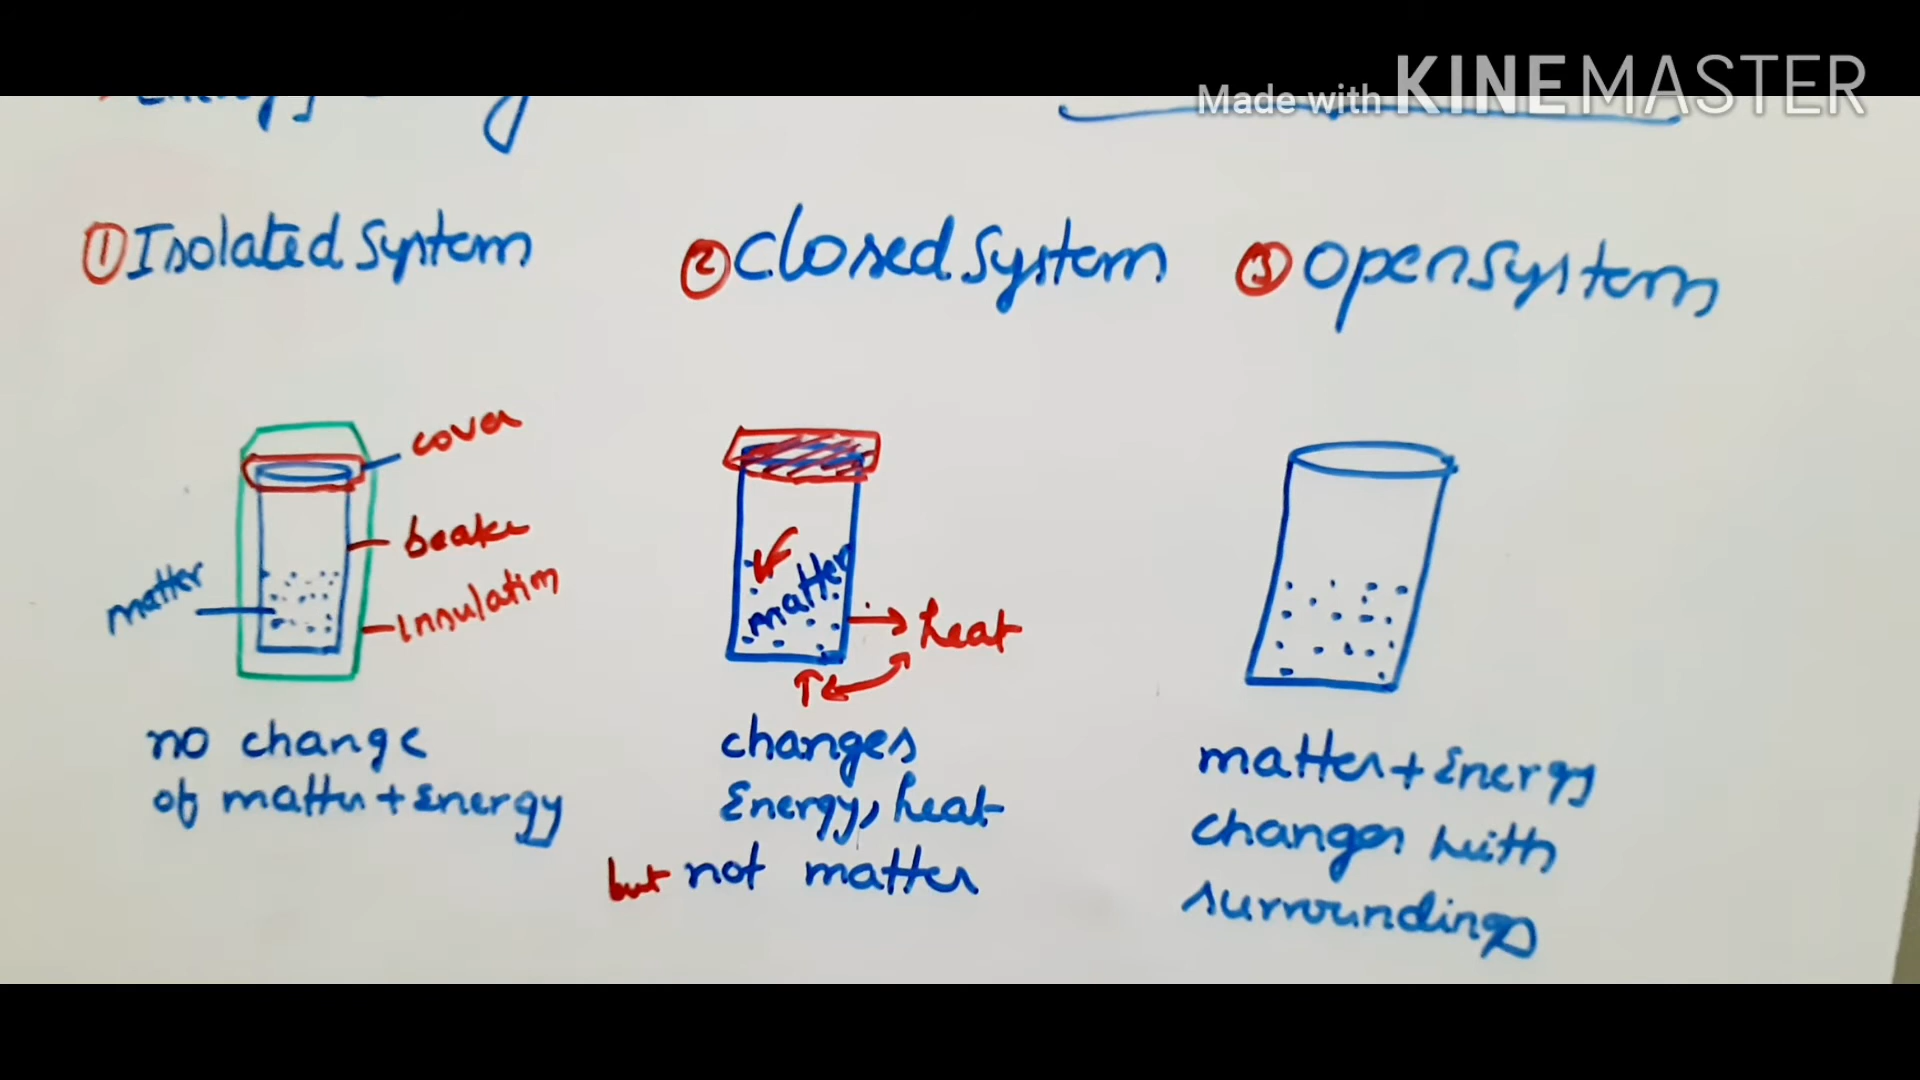 Made with KINEMASTER
① Isolated System
② Closed System
③ open system
cover
beaker
matter
Insulation
matter
heat
no change
of matter + Energy
changes
Energy, heat
but not matter
matter + Energy
changes with
surroundings